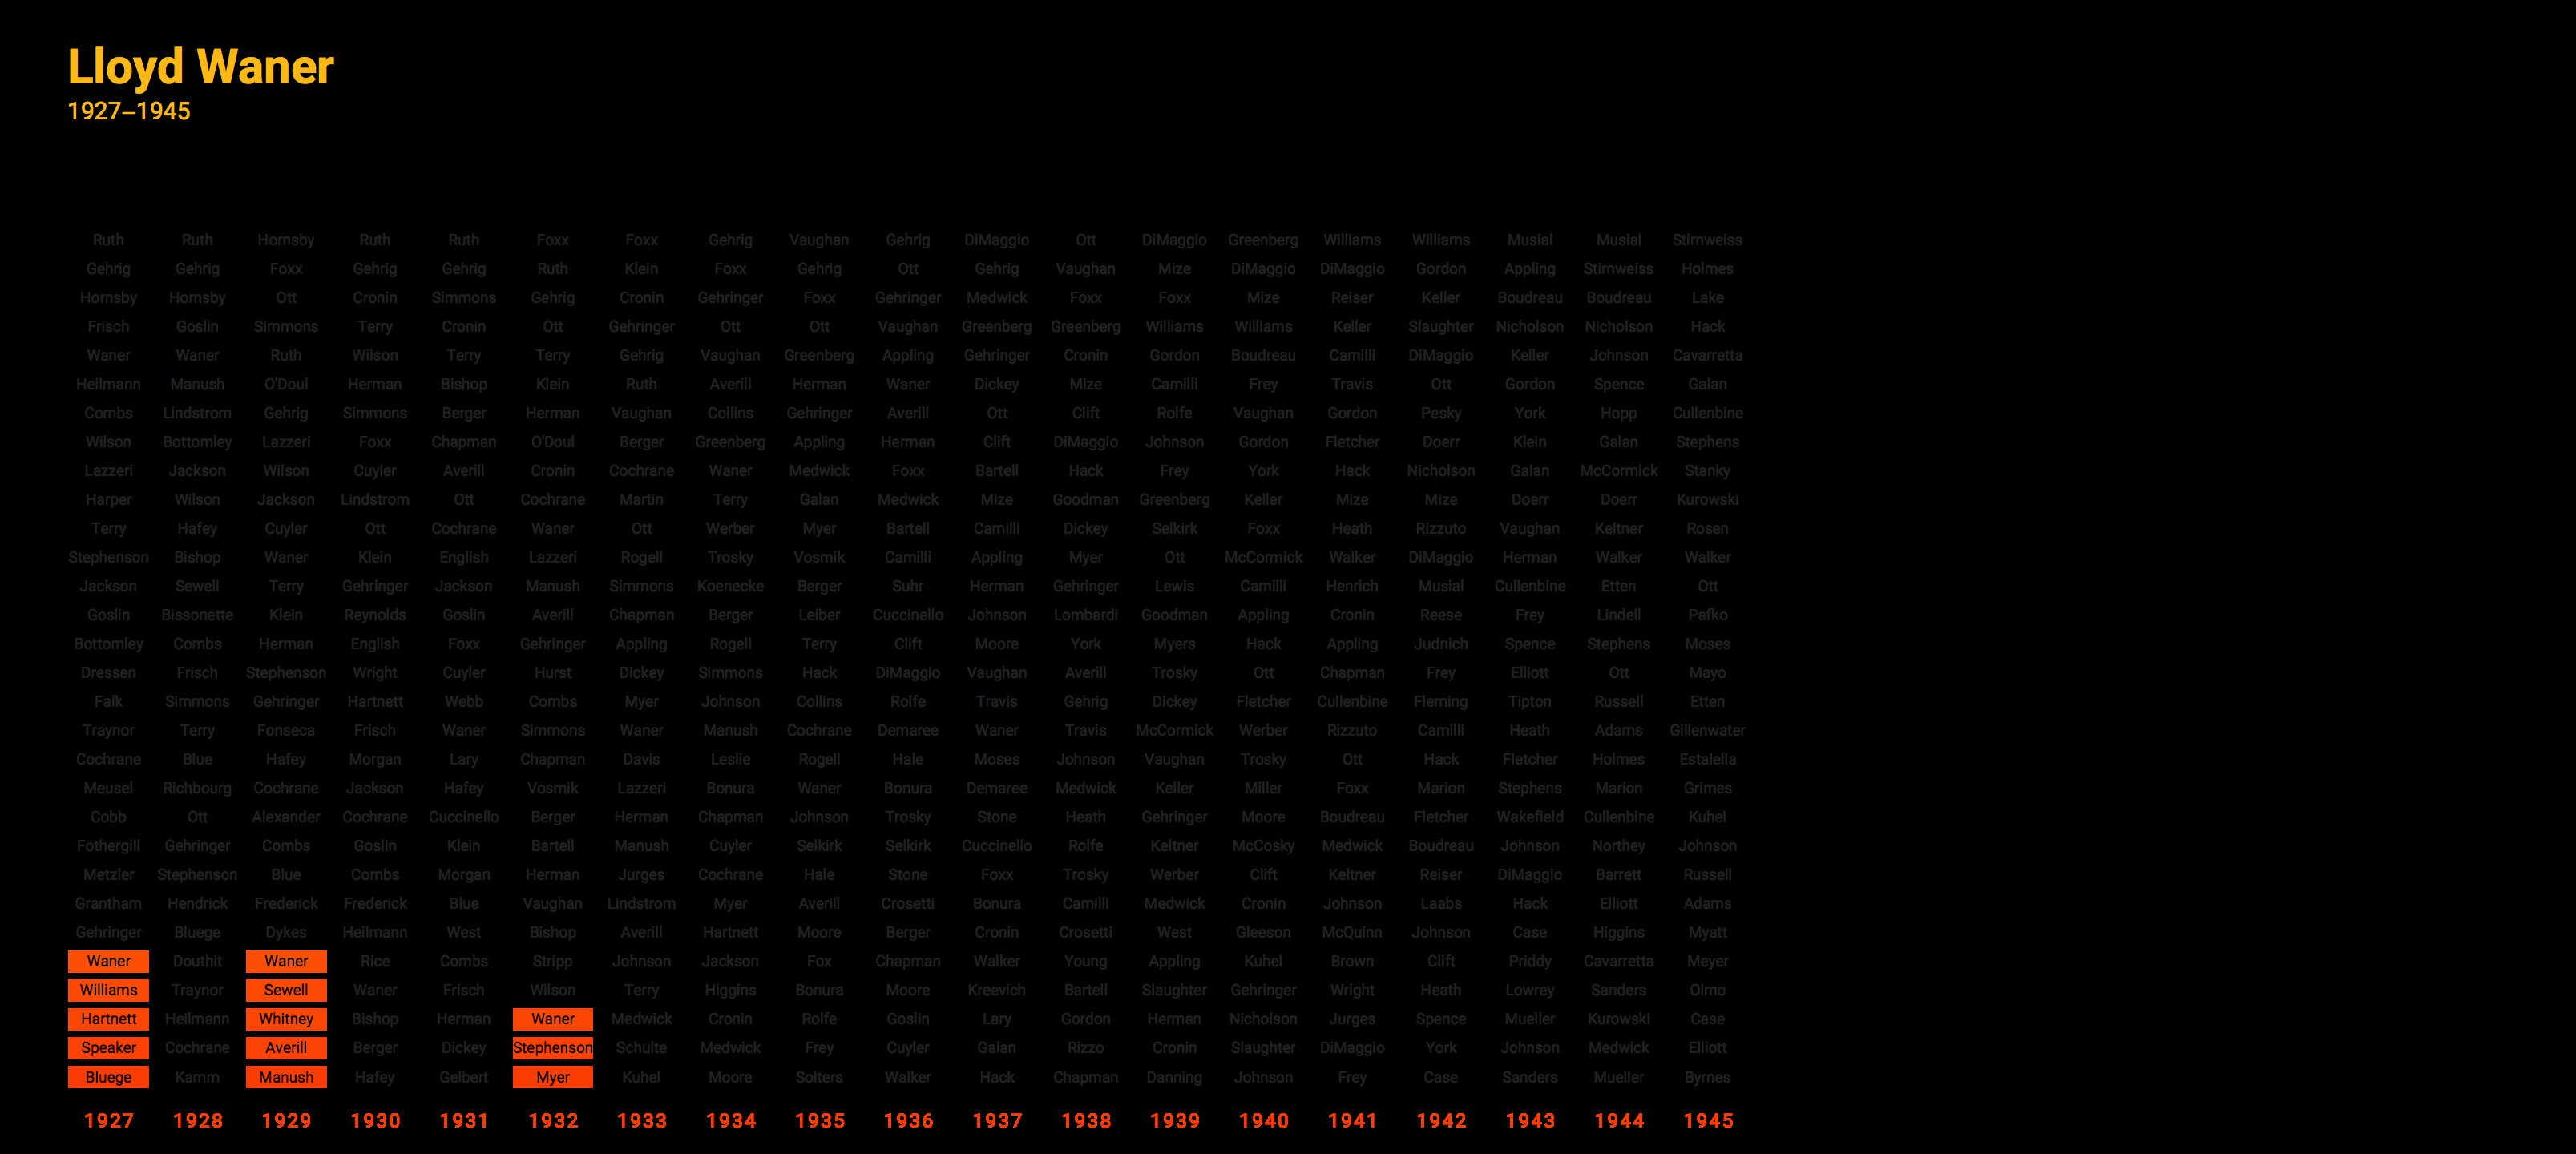 Lloyd Waner
1927–1945
Ruth Ruth Hornsby Ruth Ruth Foxx Foxx Gehrig Vaughan Gehrig DiMaggio Ott DiMaggio Greenberg Williams Williams Musial Musial Stirnweiss
Gehrig Gehrig Foxx Gehrig Gehrig Ruth Klein Foxx Gehrig Ott Gehrig Vaughan Mize DiMaggio DiMaggio Gordon Appling Stirnweiss Holmes
Hornsby Hornsby Ott Cronin Simmons Gehrig Cronin Gehringer Foxx Gehringer Medwick Foxx Foxx Mize Reiser Keller Boudreau Boudreau Lake
Frisch Goslin Simmons Terry Cronin Ott Gehringer Ott Ott Vaughan Greenberg Greenberg Williams Williams Keller Slaughter Nicholson Nicholson Hack
Waner Waner Ruth Wilson Terry Terry Gehrig Vaughan Greenberg Appling Gehringer Cronin Gordon Boudreau Camilli DiMaggio Keller Johnson Cavarretta
Heilmann Manush O'Doul Herman Bishop Klein Ruth Averill Herman Waner Dickey Mize Camilli Frey Travis Ott Gordon Spence Galan
Combs Lindstrom Gehrig Simmons Berger Herman Vaughan Collins Gehringer Averill Ott Clift Rolfe Vaughan Gordon Pesky York Hopp Cullenbine
Wilson Bottomley Lazzeri Foxx Chapman O'Doul Berger Greenberg Appling Herman Clift DiMaggio Johnson Gordon Fletcher Doerr Klein Galan Stephens
Lazzeri Jackson Wilson Cuyler Averill Cronin Cochrane Waner Medwick Foxx Bartell Hack Frey York Hack Nicholson Galan McCormick Stanky
Harper Wilson Jackson Lindstrom Ott Cochrane Martin Terry Galan Medwick Mize Goodman Greenberg Keller Mize Mize Doerr Doerr Kurowski
Terry Hafey Cuyler Ott Cochrane Waner Ott Werber Myer Bartell Camilli Dickey Selkirk Foxx Heath Rizzuto Vaughan Keltner Rosen
Stephenson Bishop Waner Klein English Lazzeri Rogell Trosky Vosmik Camilli Appling Myer Ott McCormick Walker DiMaggio Herman Walker Walker
Jackson Sewell Terry Gehringer Jackson Manush Simmons Koenecke Berger Suhr Herman Gehringer Lewis Camilli Henrich Musial Cullenbine Etten Ott
Goslin Bissonette Klein Reynolds Goslin Averill Chapman Berger Leiber Cuccinello Johnson Lombardi Goodman Appling Cronin Reese Frey Lindell Pafko
Bottomley Combs Herman English Foxx Gehringer Appling Rogell Terry Clift Moore York Myers Hack Appling Judnich Spence Stephens Moses
Dressen Frisch Stephenson Wright Cuyler Hurst Dickey Simmons Hack DiMaggio Vaughan Averill Trosky Ott Chapman Frey Elliott Ott Mayo
Falk Simmons Gehringer Hartnett Webb Combs Myer Johnson Collins Rolfe Travis Gehrig Dickey Fletcher Cullenbine Fleming Tipton Russell Etten
Traynor Terry Fonseca Frisch Waner Simmons Waner Manush Cochrane Demaree Waner Travis McCormick Werber Rizzuto Camilli Heath Adams Gillenwater
Cochrane Blue Hafey Morgan Lary Chapman Davis Leslie Rogell Hale Moses Johnson Vaughan Trosky Ott Hack Fletcher Holmes Estalella
Meusel Richbourg Cochrane Jackson Hafey Vosmik Lazzeri Bonura Waner Bonura Demaree Medwick Keller Miller Foxx Marion Stephens Marion Grimes
Cobb Ott Alexander Cochrane Cuccinello Berger Herman Chapman Johnson Trosky Stone Heath Gehringer Moore Boudreau Fletcher Wakefield Cullenbine Kuhel
Fothergill Gehringer Combs Goslin Klein Bartell Manush Cuyler Selkirk Selkirk Cuccinello Rolfe Keltner McCosky Medwick Boudreau Johnson Northey Johnson
Metzler Stephenson Blue Combs Morgan Herman Jurges Cochrane Hale Stone Foxx Trosky Werber Clift Keltner Reiser DiMaggio Barrett Russell
Grantham Hendrick Frederick Frederick Blue Vaughan Lindstrom Myer Averill Crosetti Bonura Camilli Medwick Cronin Johnson Laabs Hack Elliott Adams
Gehringer Bluege Dykes Heilmann West Bishop Averill Hartnett Moore Berger Cronin Crosetti West Gleeson McQuinn Johnson Case Higgins Myatt
Waner Douthit Waner Rice Combs Stripp Johnson Jackson Fox Chapman Walker Young Appling Kuhel Brown Clift Priddy Cavarretta Meyer
Williams Traynor Sewell Waner Frisch Wilson Terry Higgins Bonura Moore Kreevich Bartell Slaughter Gehringer Wright Heath Lowrey Sanders Olmo
Hartnett Heilmann Whitney Bishop Herman Waner Medwick Cronin Rolfe Goslin Lary Gordon Herman Nicholson Jurges Spence Mueller Kurowski Case
Speaker Cochrane Averill Berger Dickey Stephenson Schulte Medwick Frey Cuyler Galan Rizzo Cronin Slaughter DiMaggio York Johnson Medwick Elliott
Bluege Kamm Manush Hafey Gelbert Myer Kuhel Moore Solters Walker Hack Chapman Danning Johnson Frey Case Sanders Mueller Byrnes
1927 1928 1929 1930 1931 1932 1933 1934 1935 1936 1937 1938 1939 1940 1941 1942 1943 1944 1945